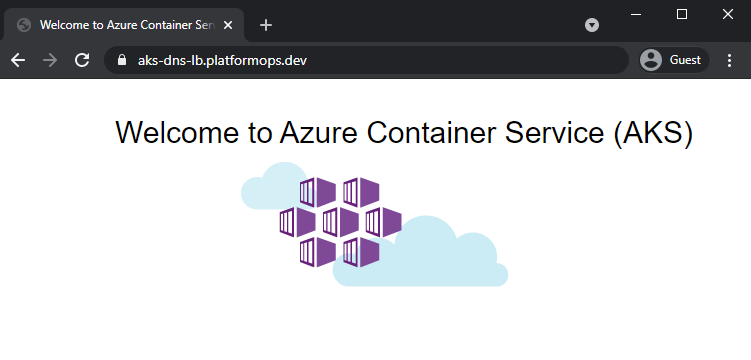 Welcome to Azure Container Ser
aks-dns-lb.platformops.dev
Guest
Welcome to Azure Container Service (AKS)